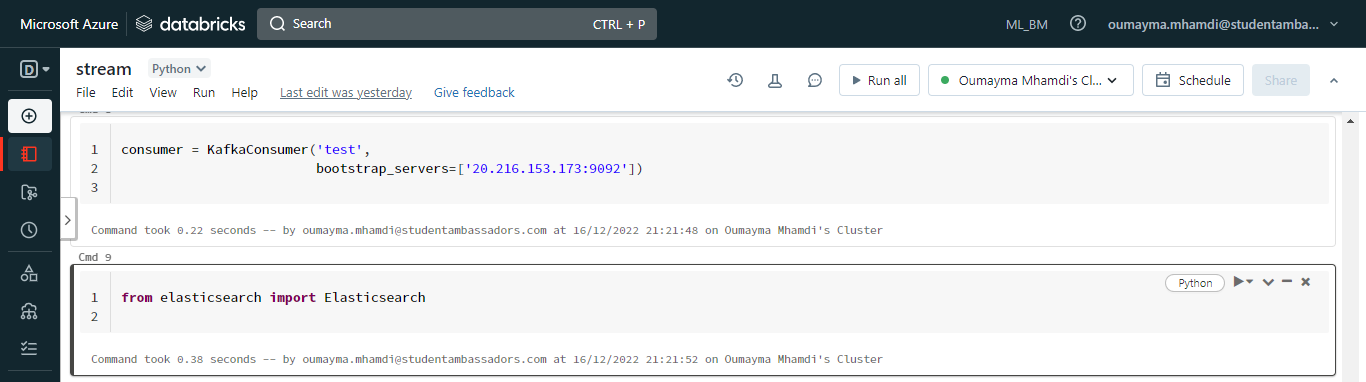 Microsoft Azure databricks Search CTRL + P ML_BM oumayma.mhamdi@studentambassa...
stream Python
Run all Oumayma Mhamdi's Cl... Schedule Share
File Edit View Run Help Last edit was yesterday Give feedback
1 consumer = KafkaConsumer('test',
2 bootstrap_servers=['20.216.153.173:9092'])
3
Command took 0.22 seconds -- by oumayma.mhamdi@studentambassadors.com at 16/12/2022 21:21:48 on Oumayma Mhamdi's Cluster
Cmd 9
Python
1 from elasticsearch import Elasticsearch
2
Command took 0.38 seconds -- by oumayma.mhamdi@studentambassadors.com at 16/12/2022 21:21:52 on Oumayma Mhamdi's Cluster